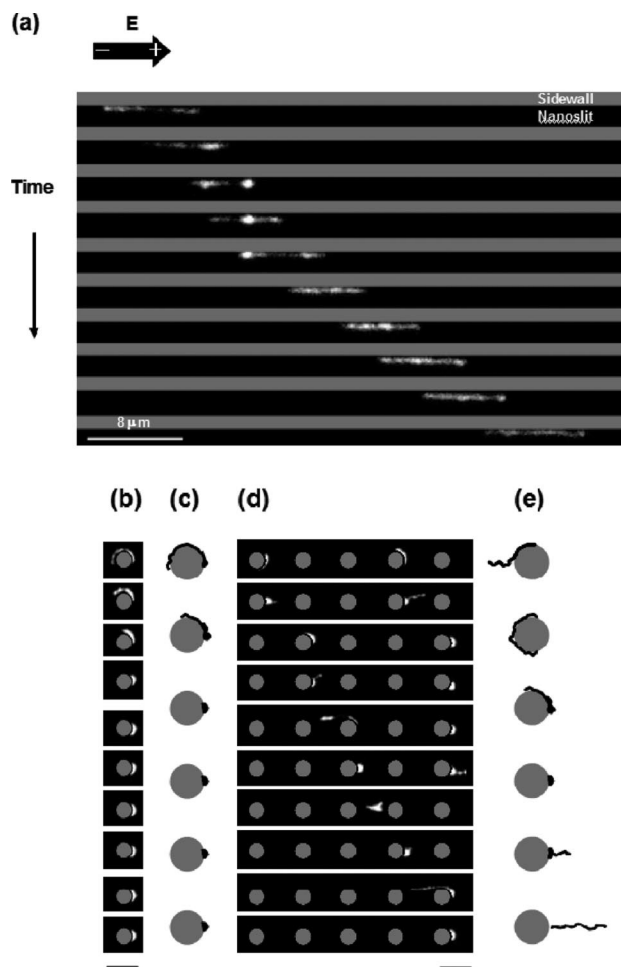 (a)
E
− +
Sidewall
Nanoslit
Time
8 μm
(b) (c) (d) (e)